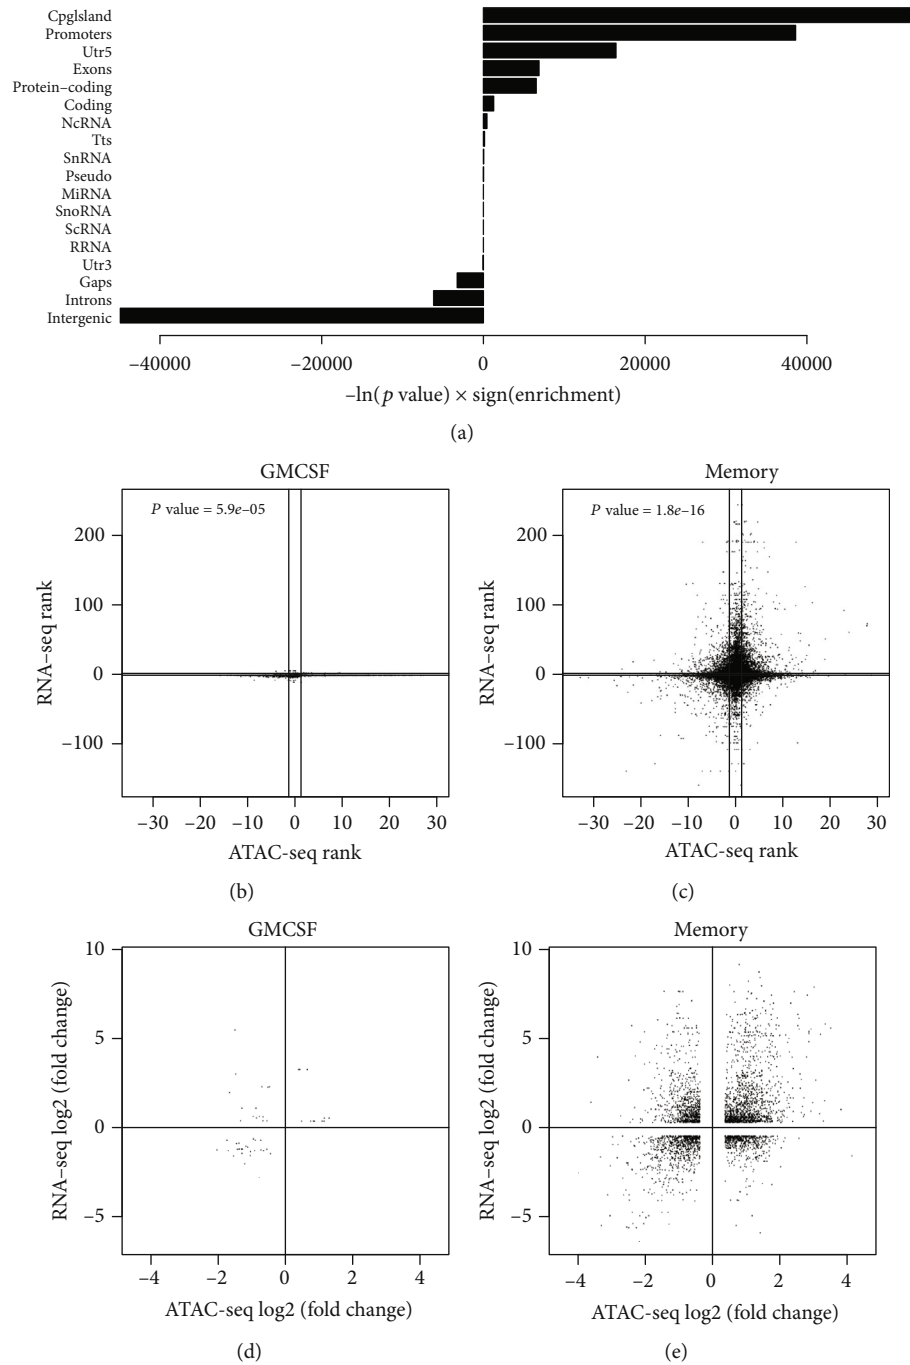 CpgIsland
Promoters
Utr5
Exons
Protein–coding
Coding
NcRNA
Tts
SnRNA
Pseudo
MiRNA
SnoRNA
ScRNA
RRNA
Utr3
Gaps
Introns
Intergenic
–40000 –20000 0 20000 40000
–ln(p value) × sign(enrichment)
(a)
GMCSF
P value = 5.9e–05
200
100
0
–100
RNA–seq rank
–30 –20 –10 0 10 20 30
ATAC-seq rank
(b)
Memory
P value = 1.8e–16
200
100
0
–100
RNA–seq rank
–30 –20 –10 0 10 20 30
ATAC-seq rank
(c)
GMCSF
10
5
0
–5
RNA–seq log2 (fold change)
–4 –2 0 2 4
ATAC-seq log2 (fold change)
(d)
Memory
10
5
0
–5
RNA–seq log2 (fold change)
–4 –2 0 2 4
ATAC-seq log2 (fold change)
(e)